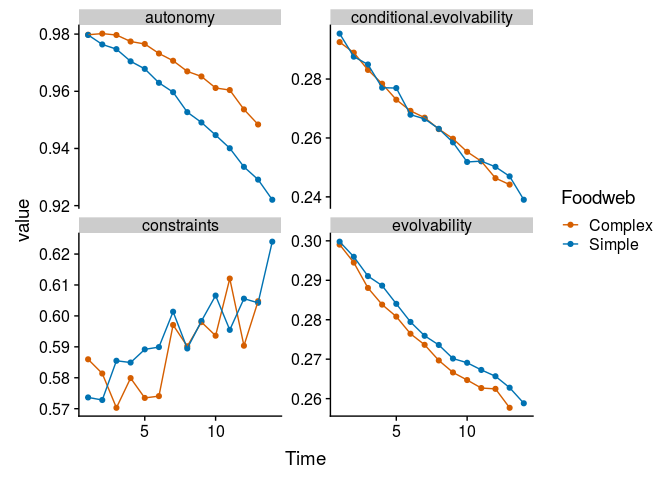 autonomy
conditional.evolvability
0.98
0.96
0.94
0.92
0.28
0.26
0.24
constraints
evolvability
0.62
0.61
0.60
0.59
0.58
0.57
0.30
0.29
0.28
0.27
0.26
5
10
5
10
Time
value
Foodweb
Complex
Simple